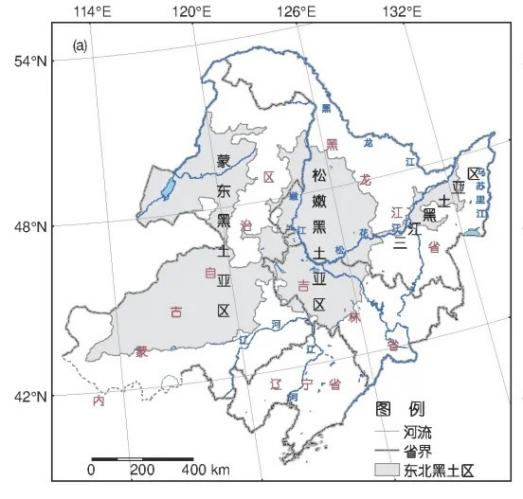 114°E 120°E 126°E 132°E
(a)
54°N
48°N
42°N
黑龙江
黑龙江省
乌苏里江
蒙东黑土亚区
松嫩黑土亚区
三江黑土亚区
嫩江
松花江
内蒙古自治区
吉林省
辽河
辽河
辽宁省
图 例
河流
省界
东北黑土区
0 200 400 km